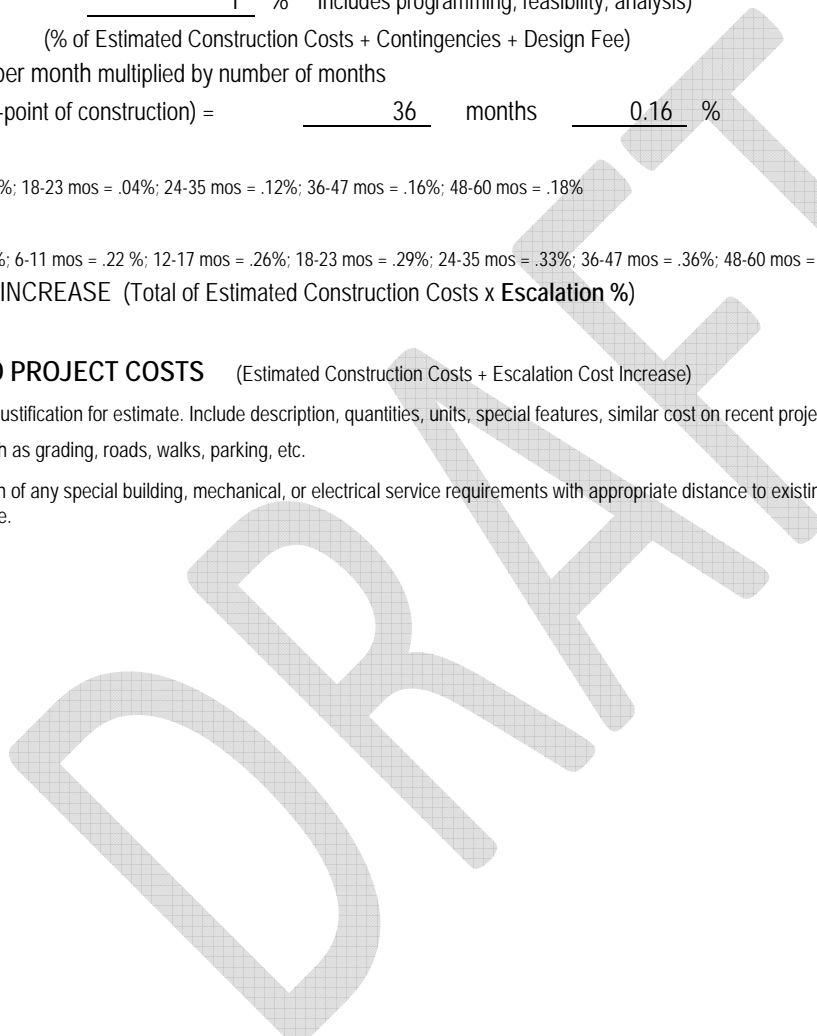 1 % Includes programming, feasibility, analysis)
(% of Estimated Construction Costs + Contingencies + Design Fee)
per month multiplied by number of months
-point of construction) = 36 months 0.16 %
%; 18-23 mos = .04%; 24-35 mos = .12%; 36-47 mos = .16%; 48-60 mos = .18%
%; 6-11 mos = .22 %; 12-17 mos = .26%; 18-23 mos = .29%; 24-35 mos = .33%; 36-47 mos = .36%; 48-60 mos =
INCREASE (Total of Estimated Construction Costs x Escalation %)
PROJECT COSTS (Estimated Construction Costs + Escalation Cost Increase)
ustification for estimate. Include description, quantities, units, special features, similar cost on recent proje
h as grading, roads, walks, parking, etc.
n of any special building, mechanical, or electrical service requirements with appropriate distance to existin
e.
DRAFT